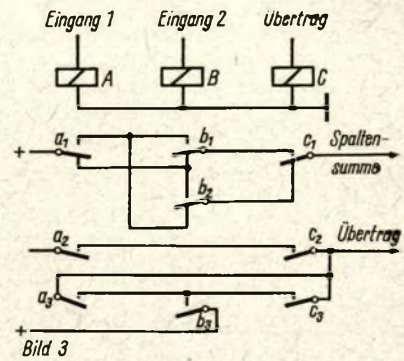 Eingang 1 Eingang 2 Übertrag
A B C
+ a1 b1 c1 Spalten-
summe
b2
a2 c2 Übertrag
a3 b3 c3
+
Bild 3